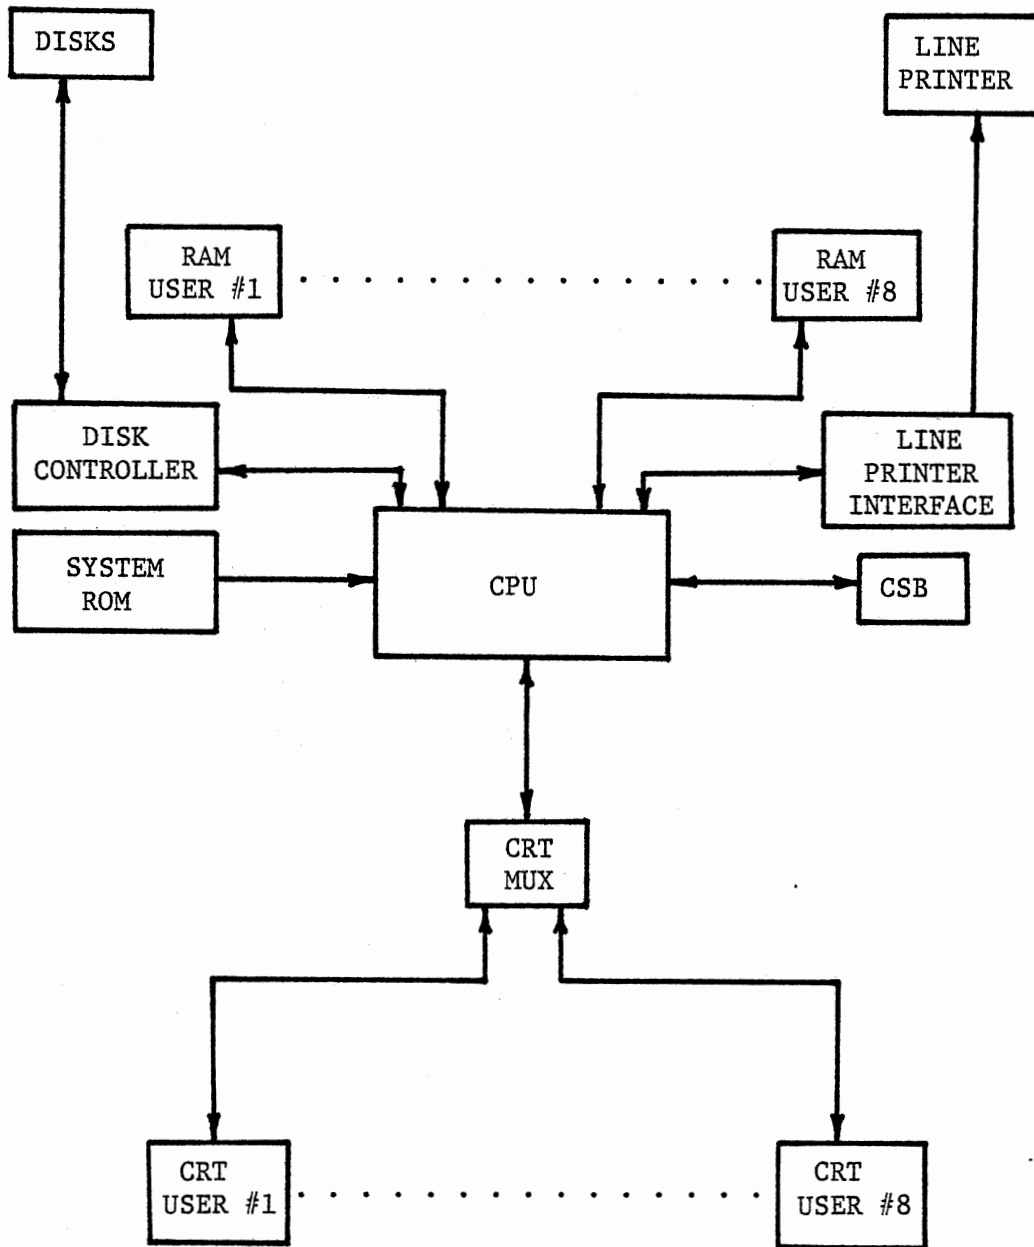 DISKS
LINE
PRINTER
RAM
USER #1
RAM
USER #8
DISK
CONTROLLER
LINE
PRINTER
INTERFACE
SYSTEM
ROM
CPU
CSB
CRT
MUX
CRT
USER #1
CRT
USER #8